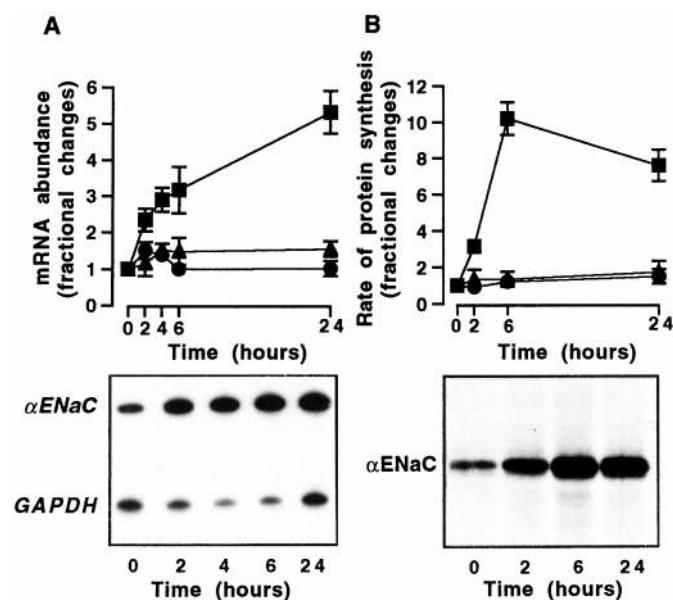 A
mRNA abundance
(fractional changes)
6
5
4
3
2
1
0
0 2 4 6 24
Time (hours)
B
Rate of protein synthesis
(fractional changes)
12
10
8
6
4
2
0
0 2 6 24
Time (hours)
αENaC
GAPDH
0 2 4 6 24
Time (hours)
αENaC
0 2 6 24
Time (hours)